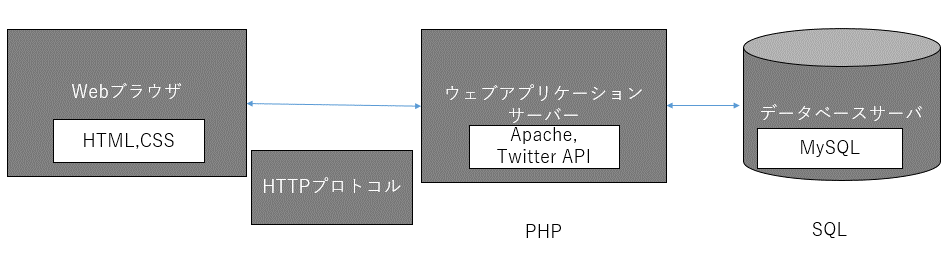 Webブラウザ
HTML,CSS
HTTPプロトコル
ウェブアプリケーション
サーバー
Apache,
Twitter API
PHP
データベースサーバ
MySQL
SQL